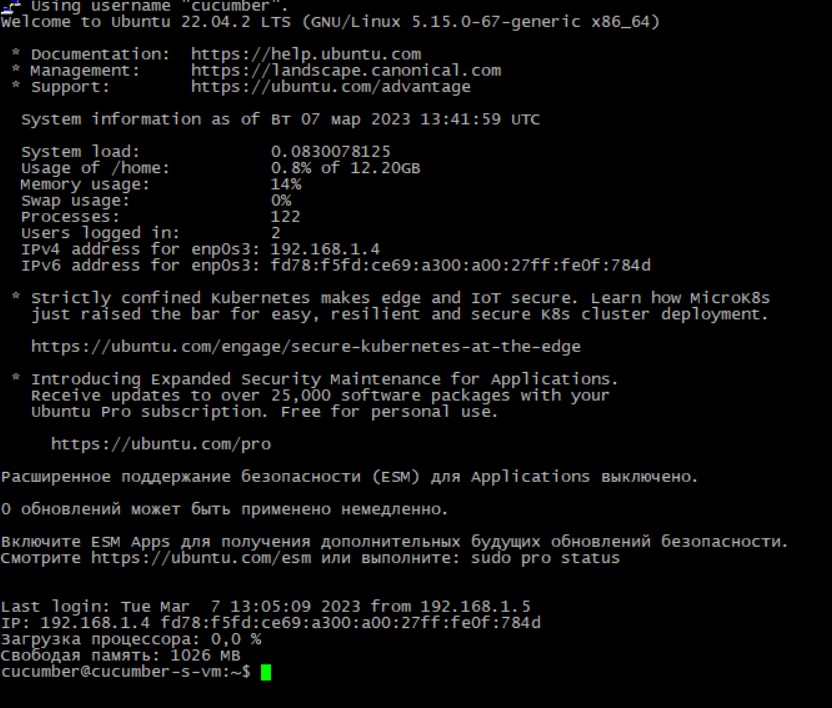 Using username "cucumber".
Welcome to Ubuntu 22.04.2 LTS (GNU/Linux 5.15.0-67-generic x86_64)
* Documentation:  https://help.ubuntu.com
* Management:     https://landscape.canonical.com
* Support:        https://ubuntu.com/advantage
System information as of Вт 07 мар 2023 13:41:59 UTC
System load:             0.0830078125
Usage of /home:          0.8% of 12.20GB
Memory usage:            14%
Swap usage:              0%
Processes:               122
Users logged in:         2
IPv4 address for enp0s3: 192.168.1.4
IPv6 address for enp0s3: fd78:f5fd:ce69:a300:a00:27ff:fe0f:784d
* Strictly confined Kubernetes makes edge and IoT secure. Learn how MicroK8s
just raised the bar for easy, resilient and secure K8s cluster deployment.
https://ubuntu.com/engage/secure-kubernetes-at-the-edge
* Introducing Expanded Security Maintenance for Applications.
Receive updates to over 25,000 software packages with your
Ubuntu Pro subscription. Free for personal use.
https://ubuntu.com/pro
Расширенное поддержание безопасности (ESM) для Applications выключено.
0 обновлений может быть применено немедленно.
Включите ESM Apps для получения дополнительных будущих обновлений безопасности.
Смотрите https://ubuntu.com/esm или выполните: sudo pro status
Last login: Tue Mar  7 13:05:09 2023 from 192.168.1.5
IP: 192.168.1.4 fd78:f5fd:ce69:a300:a00:27ff:fe0f:784d
Загрузка процессора: 0,0 %
Свободая память: 1026 MB
cucumber@cucumber-s-vm:~$